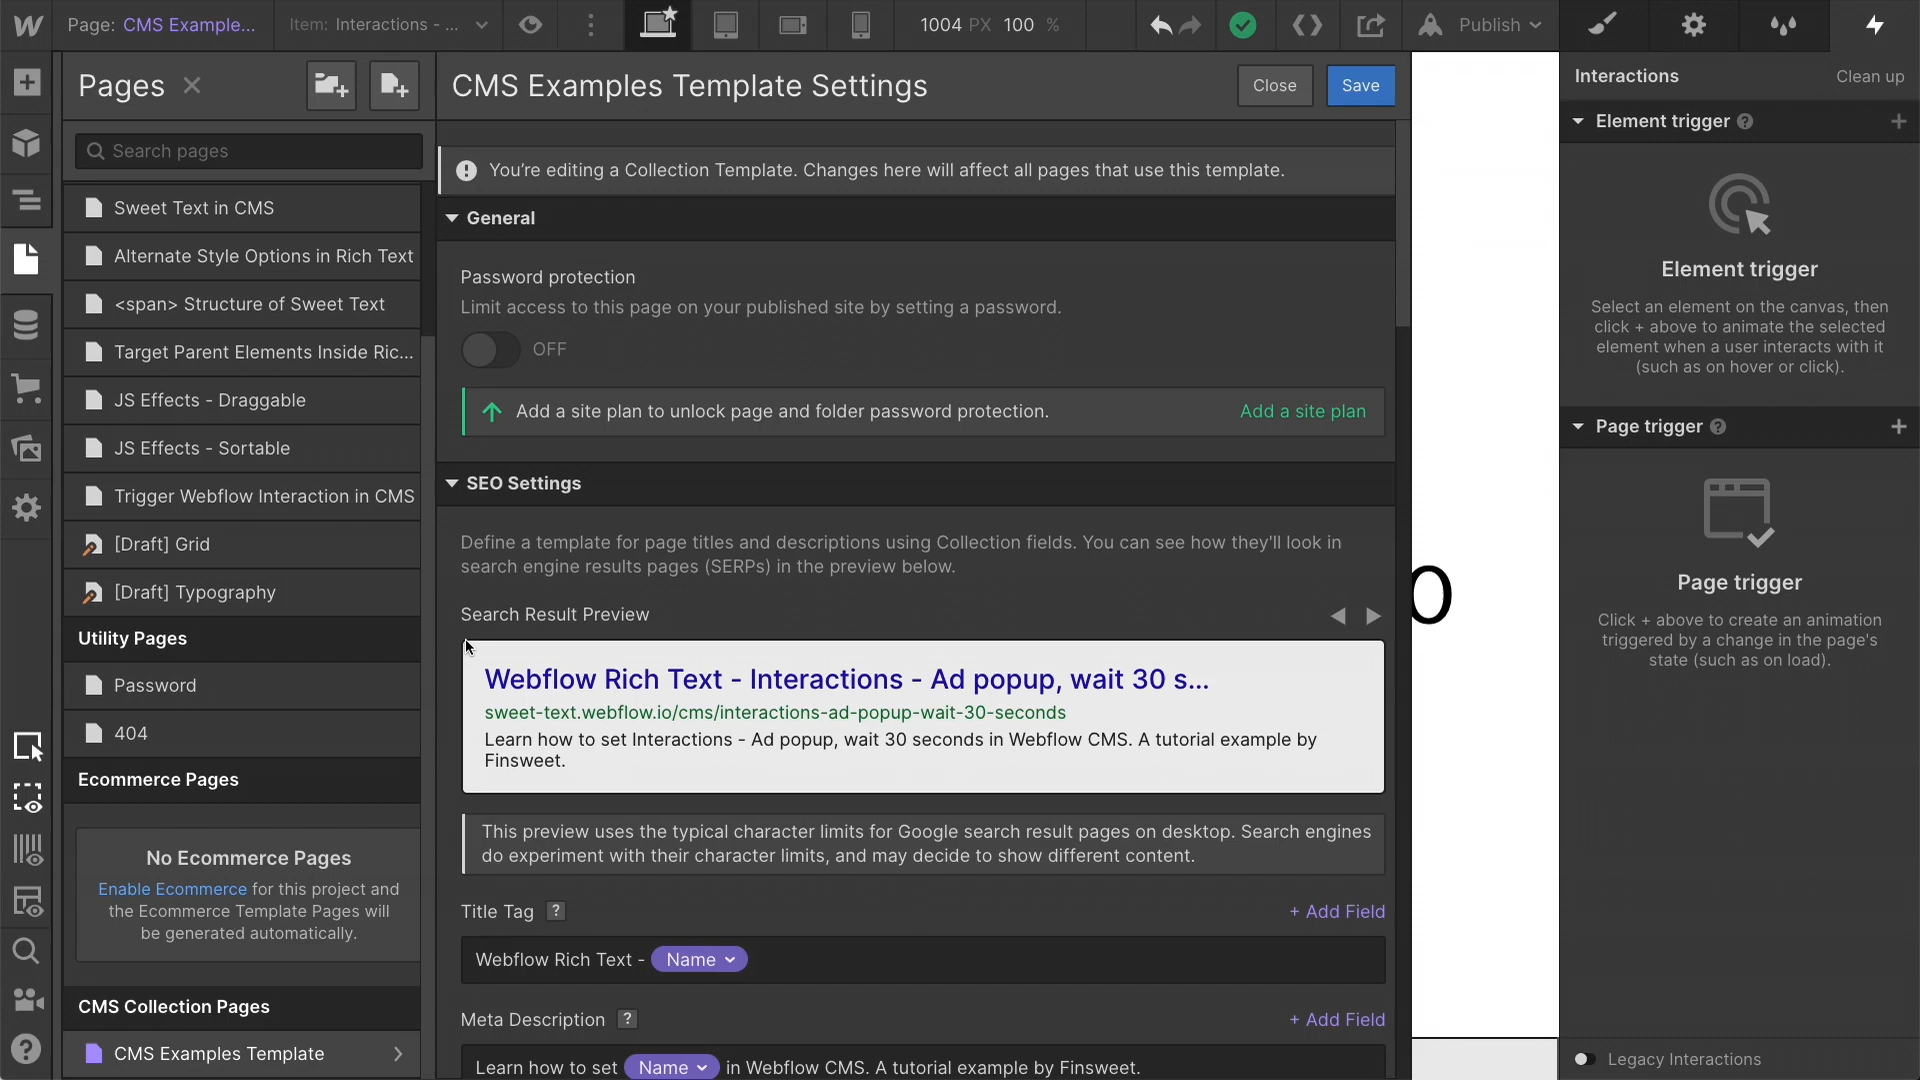 Page: CMS Example...
Item: Interactions - ...
1004 PX 100 %
Publish
Pages
CMS Examples Template Settings
Close
Save
Interactions
Clean up
Search pages
Element trigger
You’re editing a Collection Template. Changes here will affect all pages that use this template.
Sweet Text in CMS
Alternate Style Options in Rich Text
<span> Structure of Sweet Text
Target Parent Elements Inside Ric...
JS Effects - Draggable
JS Effects - Sortable
Trigger Webflow Interaction in CMS
[Draft] Grid
[Draft] Typography
Utility Pages
Password
404
Ecommerce Pages
No Ecommerce Pages
Enable Ecommerce for this project and
the Ecommerce Template Pages will
be generated automatically.
CMS Collection Pages
CMS Examples Template
General
Password protection
Limit access to this page on your published site by setting a password.
OFF
Add a site plan to unlock page and folder password protection.
Add a site plan
SEO Settings
Define a template for page titles and descriptions using Collection fields. You can see how they'll look in
search engine results pages (SERPs) in the preview below.
Search Result Preview
Webflow Rich Text - Interactions - Ad popup, wait 30 s...
sweet-text.webflow.io/cms/interactions-ad-popup-wait-30-seconds
Learn how to set Interactions - Ad popup, wait 30 seconds in Webflow CMS. A tutorial example by
Finsweet.
This preview uses the typical character limits for Google search result pages on desktop. Search engines
do experiment with their character limits, and may decide to show different content.
Title Tag ?
+ Add Field
Webflow Rich Text - Name
Meta Description ?
+ Add Field
Learn how to set Name in Webflow CMS. A tutorial example by Finsweet.
Element trigger
Select an element on the canvas, then
click + above to animate the selected
element when a user interacts with it
(such as on hover or click).
Page trigger
Page trigger
Click + above to create an animation
triggered by a change in the page's
state (such as on load).
Legacy Interactions